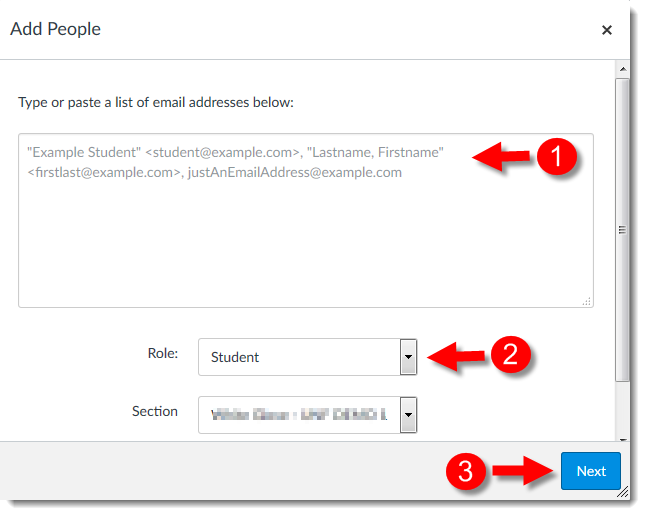 Add People
×
Type or paste a list of email addresses below:
"Example Student" <student@example.com>, "Lastname, Firstname"
<firstlast@example.com>, justAnEmailAddress@example.com
1
Role:
Student
2
Section
3
Next